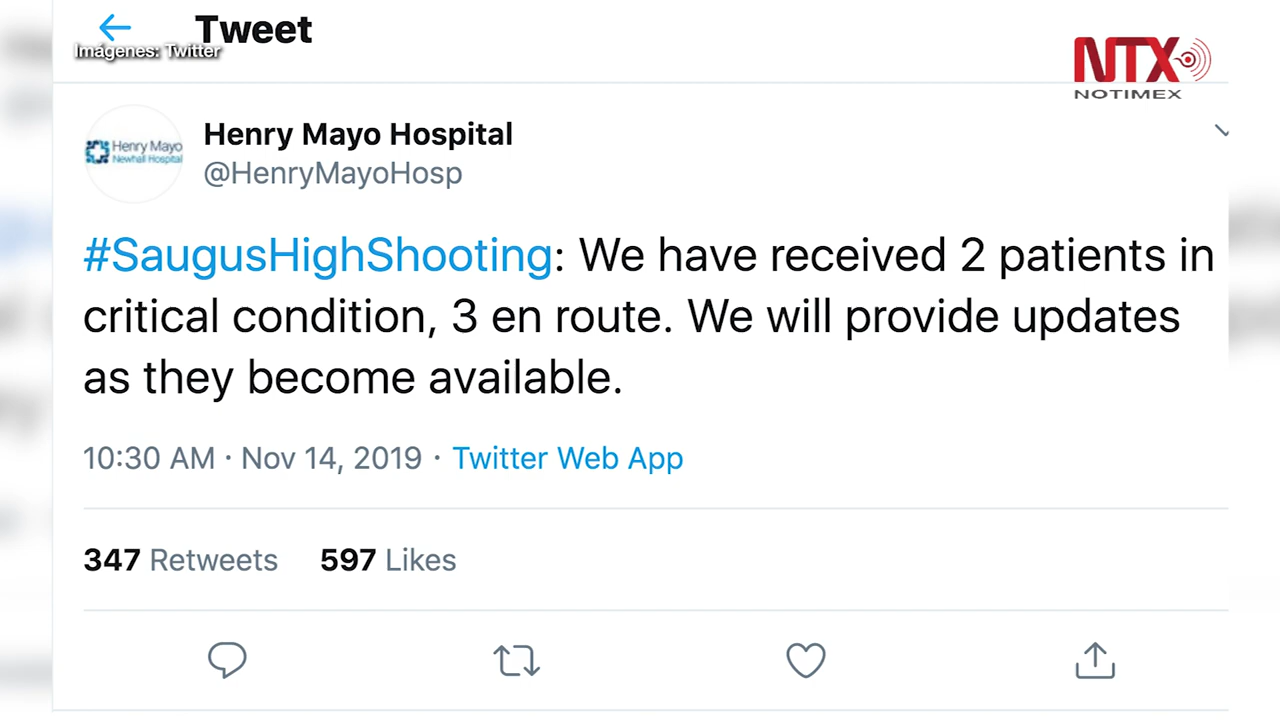 Tweet
Imágenes: Twitter
NTX
NOTIMEX
Henry Mayo
Newhall Hospital
Henry Mayo Hospital
@HenryMayoHosp
#SaugusHighShooting: We have received 2 patients in
critical condition, 3 en route. We will provide updates
as they become available.
10:30 AM · Nov 14, 2019 · Twitter Web App
347 Retweets 597 Likes